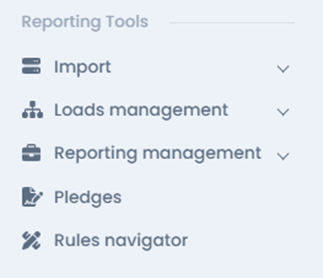 Reporting Tools
Import
Loads management
Reporting management
Pledges
Rules navigator